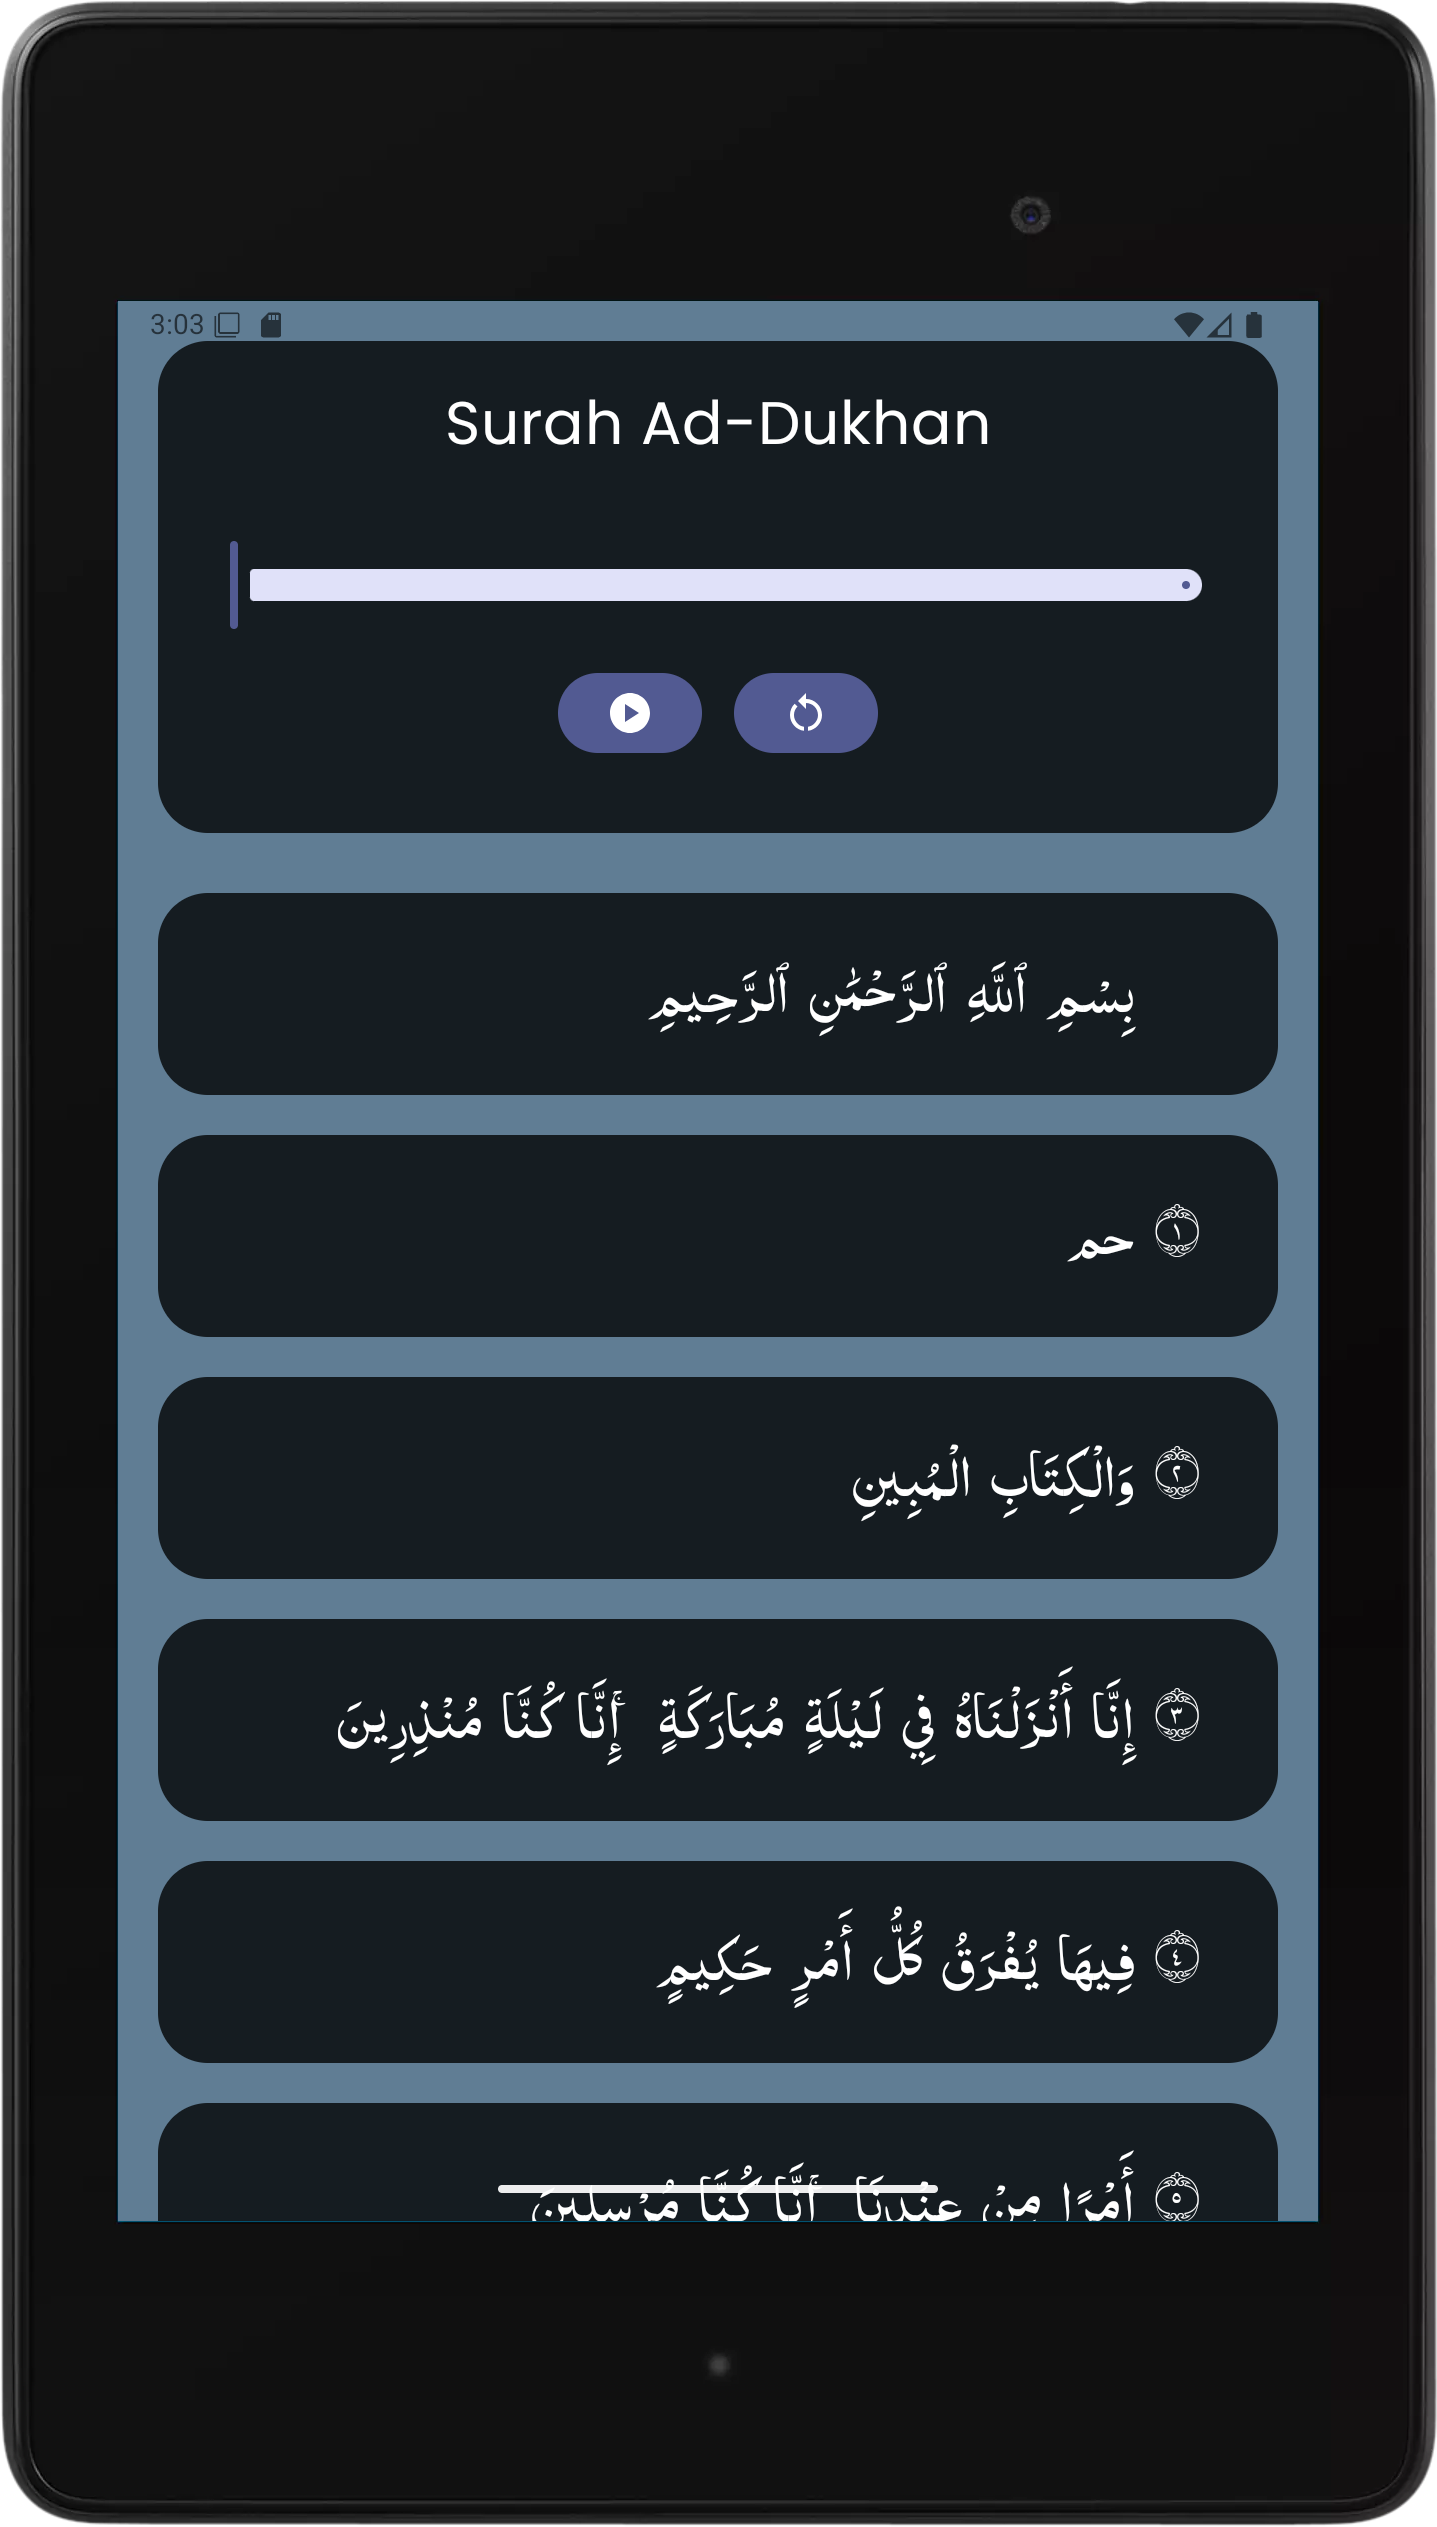 3:03
Surah Ad-Dukhan
بِسْمِ ٱللَّهِ ٱلرَّحْمَٰنِ ٱلرَّحِيمِ
١ حم
٢ وَالْكِتَابِ الْمُبِينِ
٣ إِنَّا أَنْزَلْنَاهُ فِي لَيْلَةٍ مُبَارَكَةٍ ۚ إِنَّا كُنَّا مُنْذِرِينَ
٤ فِيهَا يُفْرَقُ كُلُّ أَمْرٍ حَكِيمٍ
٥ أَمْرًا مِنْ عِنْدِنَا ۚ إِنَّا كُنَّا مُرْسِلِينَ